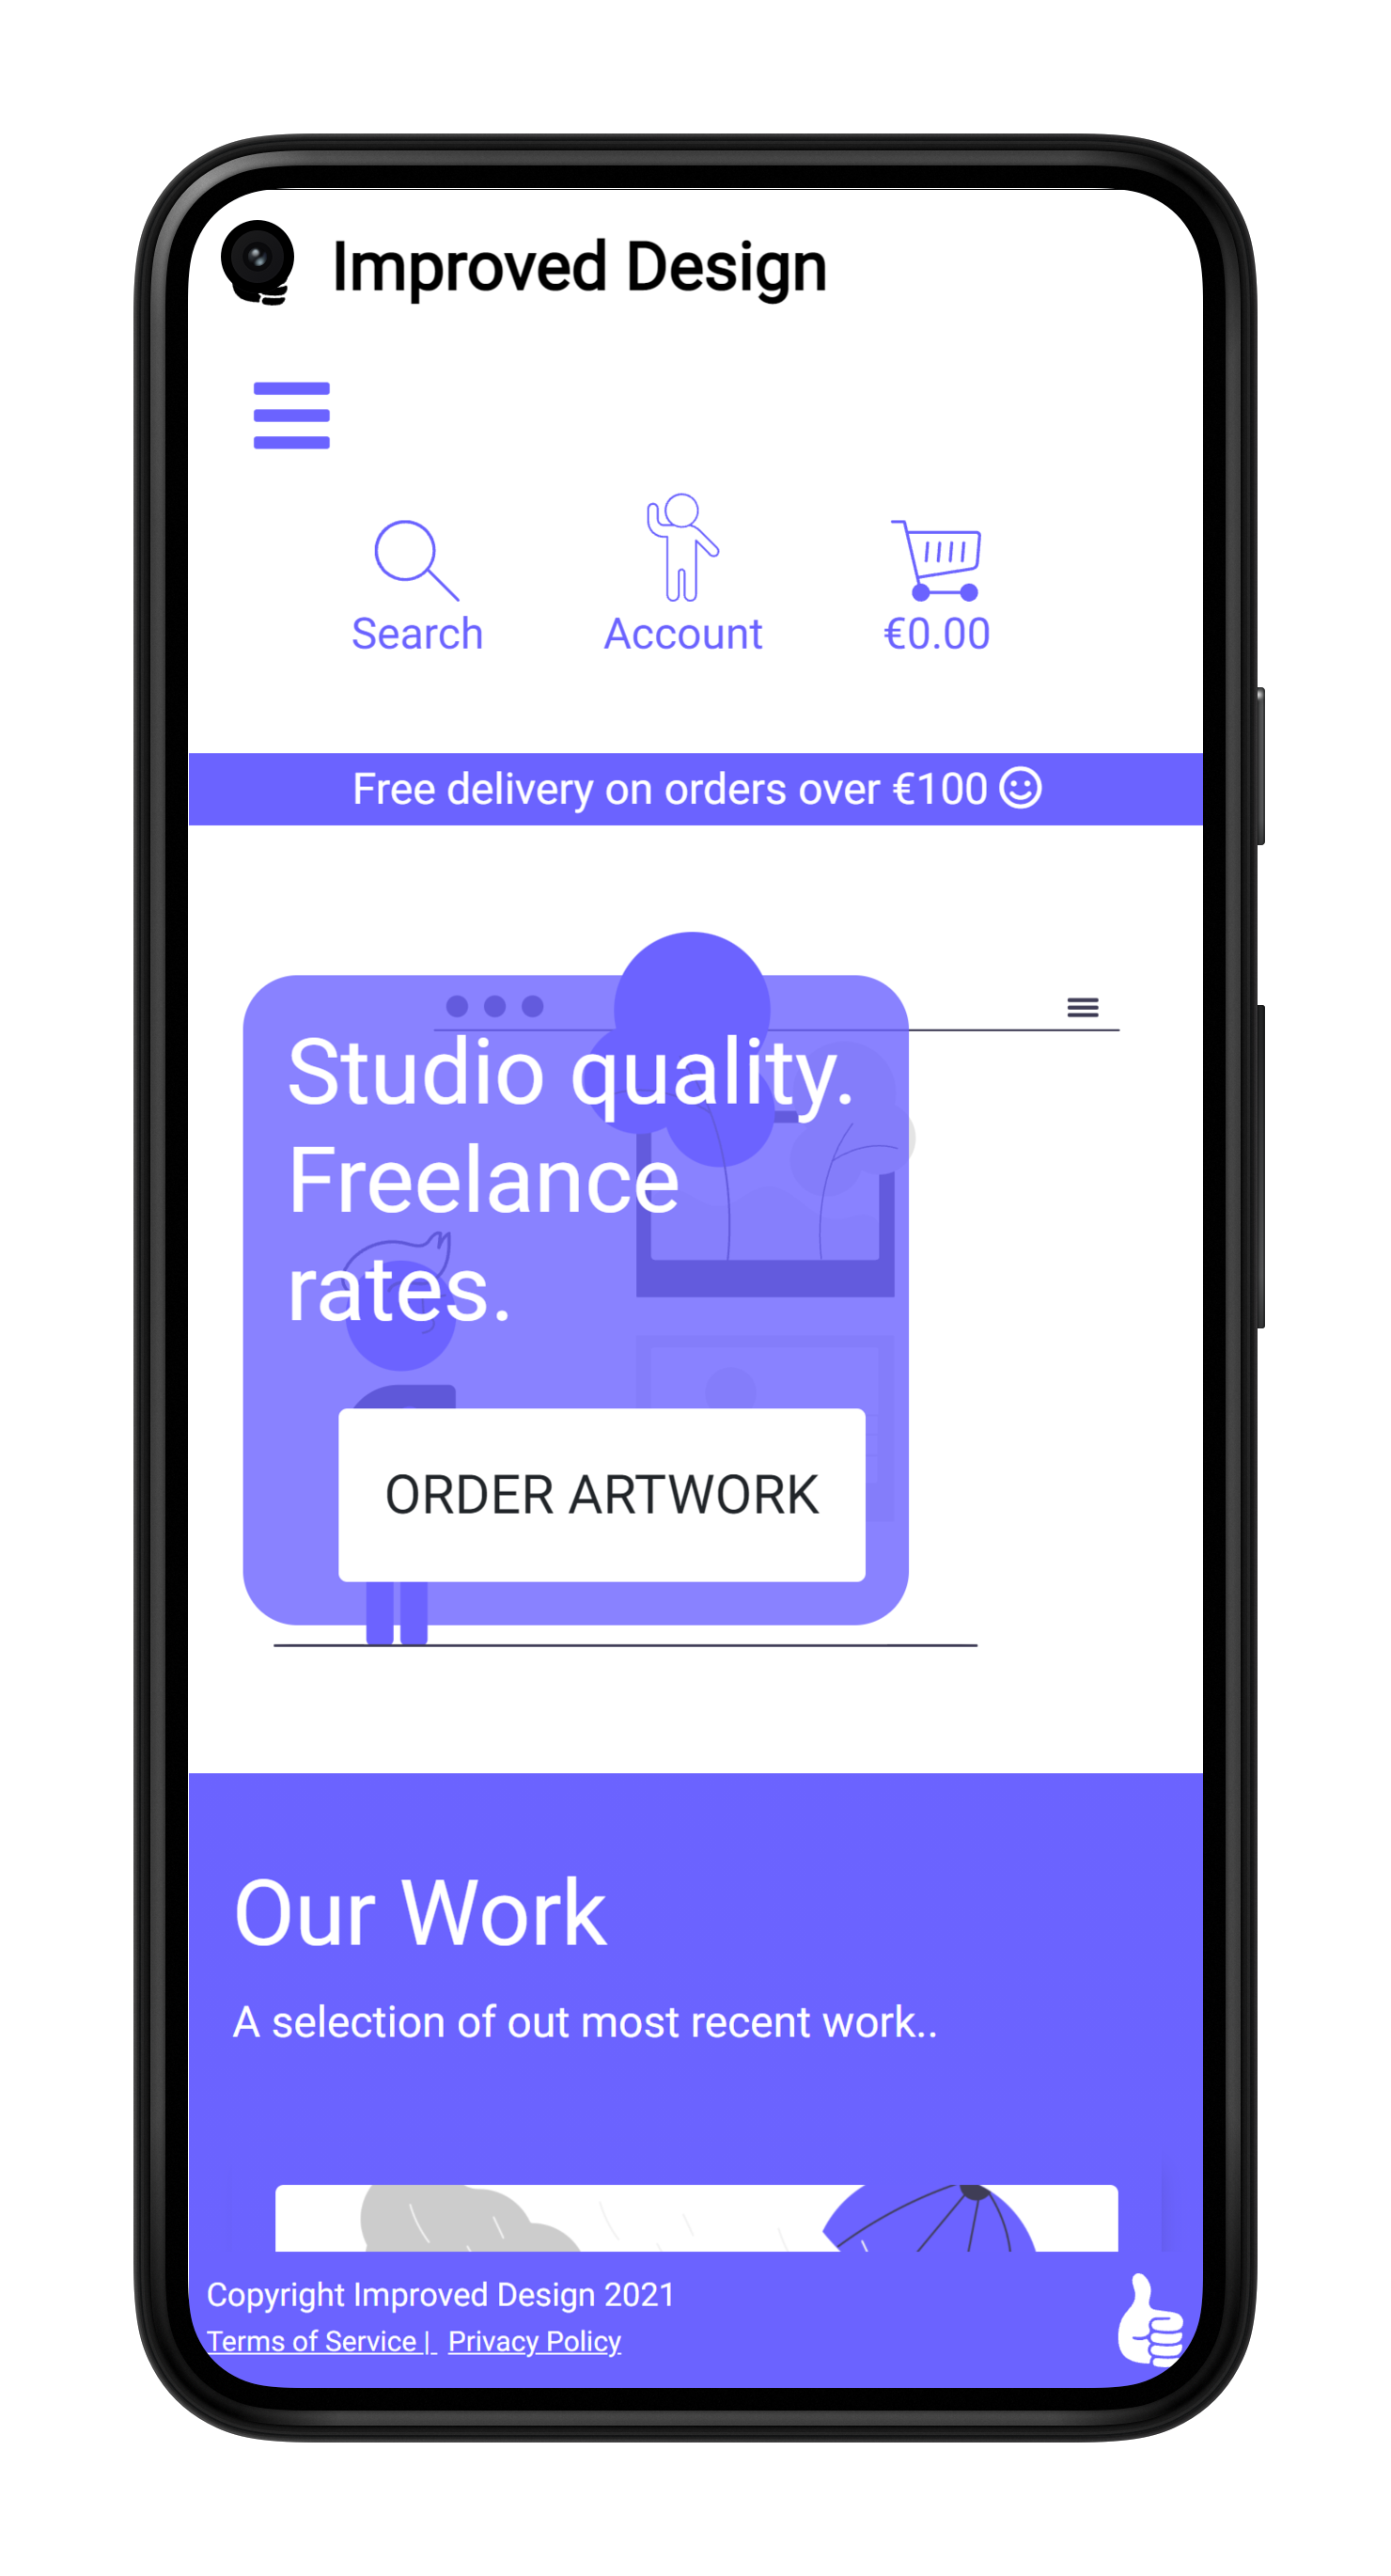 Improved Design
Search
Account
€0.00
Free delivery on orders over €100
Studio quality.
Freelance
rates.
ORDER ARTWORK
Our Work
A selection of out most recent work..
Copyright Improved Design 2021
Terms of Service | Privacy Policy